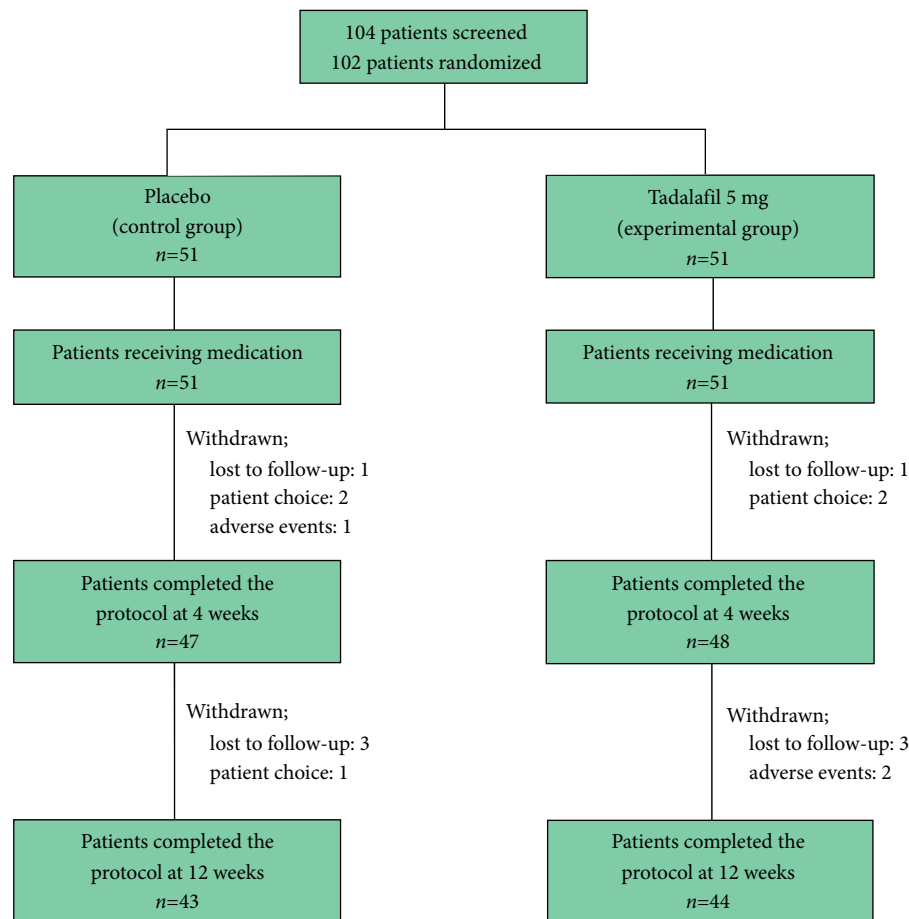 104 patients screened
102 patients randomized
Placebo
(control group)
n=51
Tadalafil 5 mg
(experimental group)
n=51
Patients receiving medication
n=51
Patients receiving medication
n=51
Withdrawn;
lost to follow-up: 1
patient choice: 2
adverse events: 1
Withdrawn;
lost to follow-up: 1
patient choice: 2
Patients completed the
protocol at 4 weeks
n=47
Patients completed the
protocol at 4 weeks
n=48
Withdrawn;
lost to follow-up: 3
patient choice: 1
Withdrawn;
lost to follow-up: 3
adverse events: 2
Patients completed the
protocol at 12 weeks
n=43
Patients completed the
protocol at 12 weeks
n=44